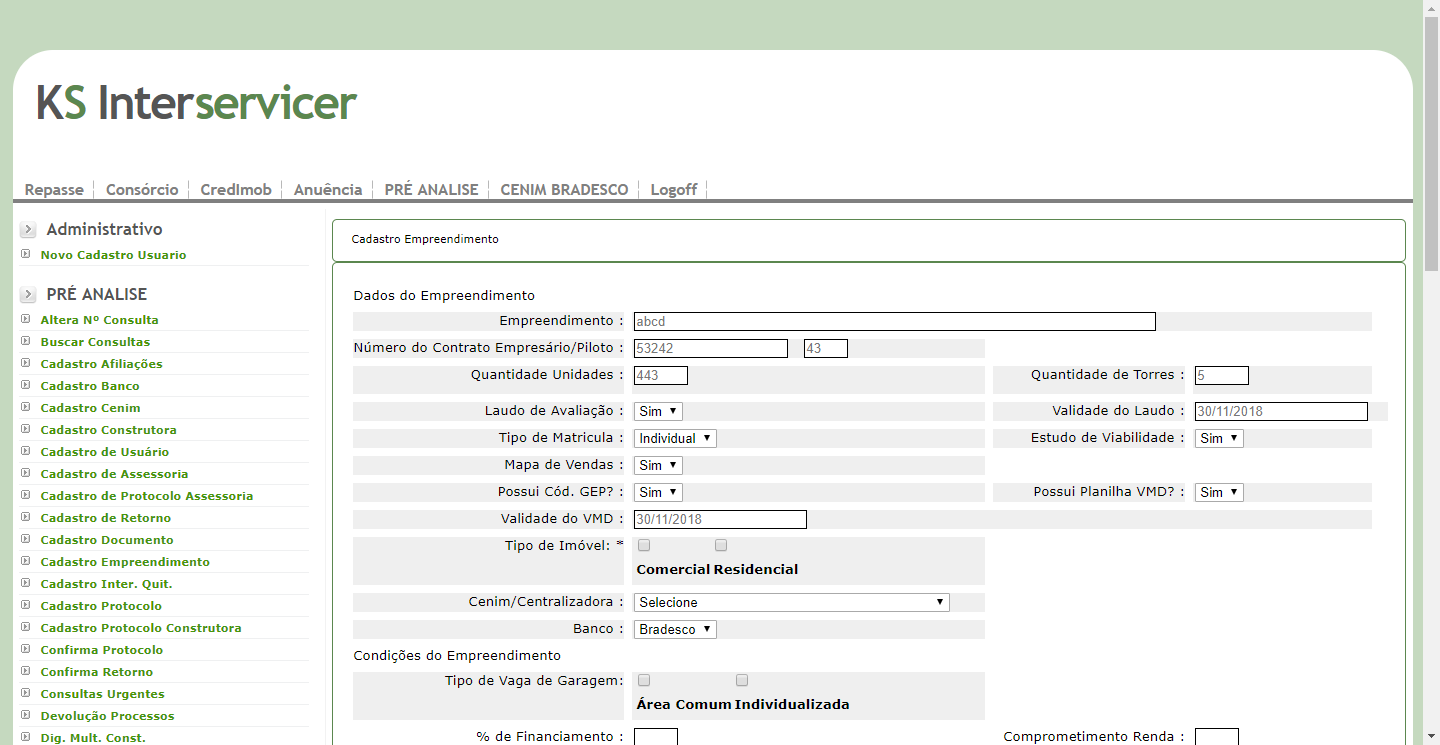 KS Interservicer
Repasse Consórcio CredImob Anuência PRÉ ANALISE CENIM BRADESCO Logoff
Administrativo
Novo Cadastro Usuario
PRÉ ANALISE
Altera Nº Consulta
Buscar Consultas
Cadastro Afiliações
Cadastro Banco
Cadastro Cenim
Cadastro Construtora
Cadastro de Usuário
Cadastro de Assessoria
Cadastro de Protocolo Assessoria
Cadastro de Retorno
Cadastro Documento
Cadastro Empreendimento
Cadastro Inter. Quit.
Cadastro Protocolo
Cadastro Protocolo Construtora
Confirma Protocolo
Confirma Retorno
Consultas Urgentes
Devolução Processos
Dig. Mult. Const.
Cadastro Empreendimento
Dados do Empreendimento
Empreendimento : abcd
Número do Contrato Empresário/Piloto : 53242 43
Quantidade Unidades : 443 Quantidade de Torres : 5
Laudo de Avaliação : Sim Validade do Laudo : 30/11/2018
Tipo de Matricula : Individual Estudo de Viabilidade : Sim
Mapa de Vendas : Sim
Possui Cód. GEP? : Sim Possui Planilha VMD? : Sim
Validade do VMD : 30/11/2018
Tipo de Imóvel: *
Comercial Residencial
Cenim/Centralizadora : Selecione
Banco : Bradesco
Condições do Empreendimento
Tipo de Vaga de Garagem:
Área Comum Individualizada
% de Financiamento : Comprometimento Renda :